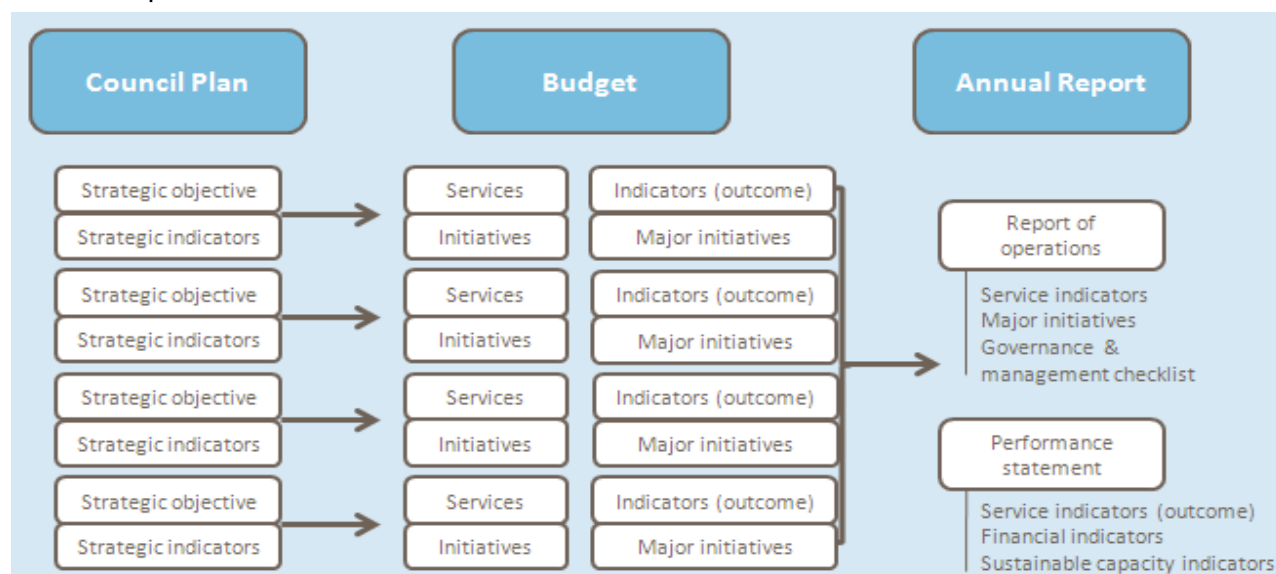 Council Plan
Budget
Annual Report
Strategic objective
Strategic indicators
Services
Initiatives
Indicators (outcome)
Major initiatives
Strategic objective
Strategic indicators
Services
Initiatives
Indicators (outcome)
Major initiatives
Strategic objective
Strategic indicators
Services
Initiatives
Indicators (outcome)
Major initiatives
Strategic objective
Strategic indicators
Services
Initiatives
Indicators (outcome)
Major initiatives
Report of
operations
Service indicators
Major initiatives
Governance &
management checklist
Performance
statement
Service indicators (outcome)
Financial indicators
Sustainable capacity indicators